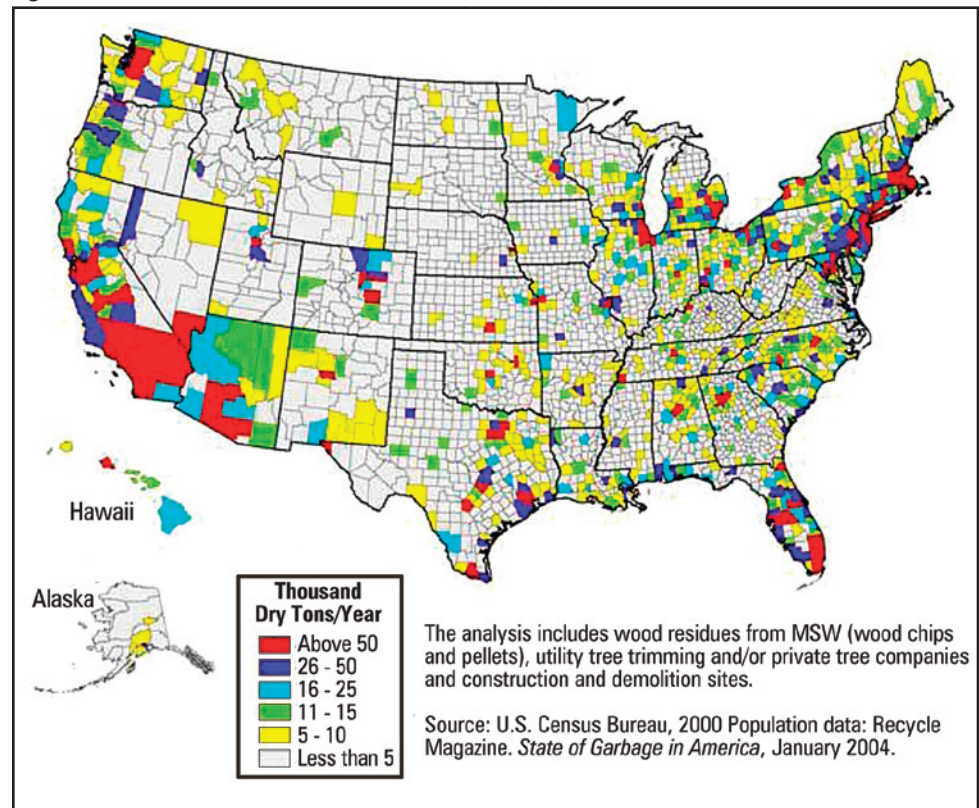 Hawaii
Alaska
Thousand
Dry Tons/Year
Above 50
26 - 50
16 - 25
11 - 15
5 - 10
Less than 5
The analysis includes wood residues from MSW (wood chips
and pellets), utility tree trimming and/or private tree companies
and construction and demolition sites.
Source: U.S. Census Bureau, 2000 Population data: Recycle
Magazine. State of Garbage in America, January 2004.